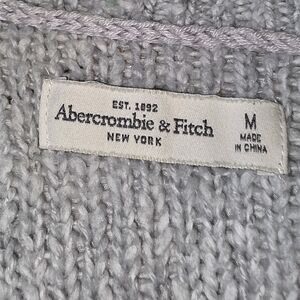 EST. 1892
Abercrombie & Fitch
NEW YORK
M
MADE
IN CHINA